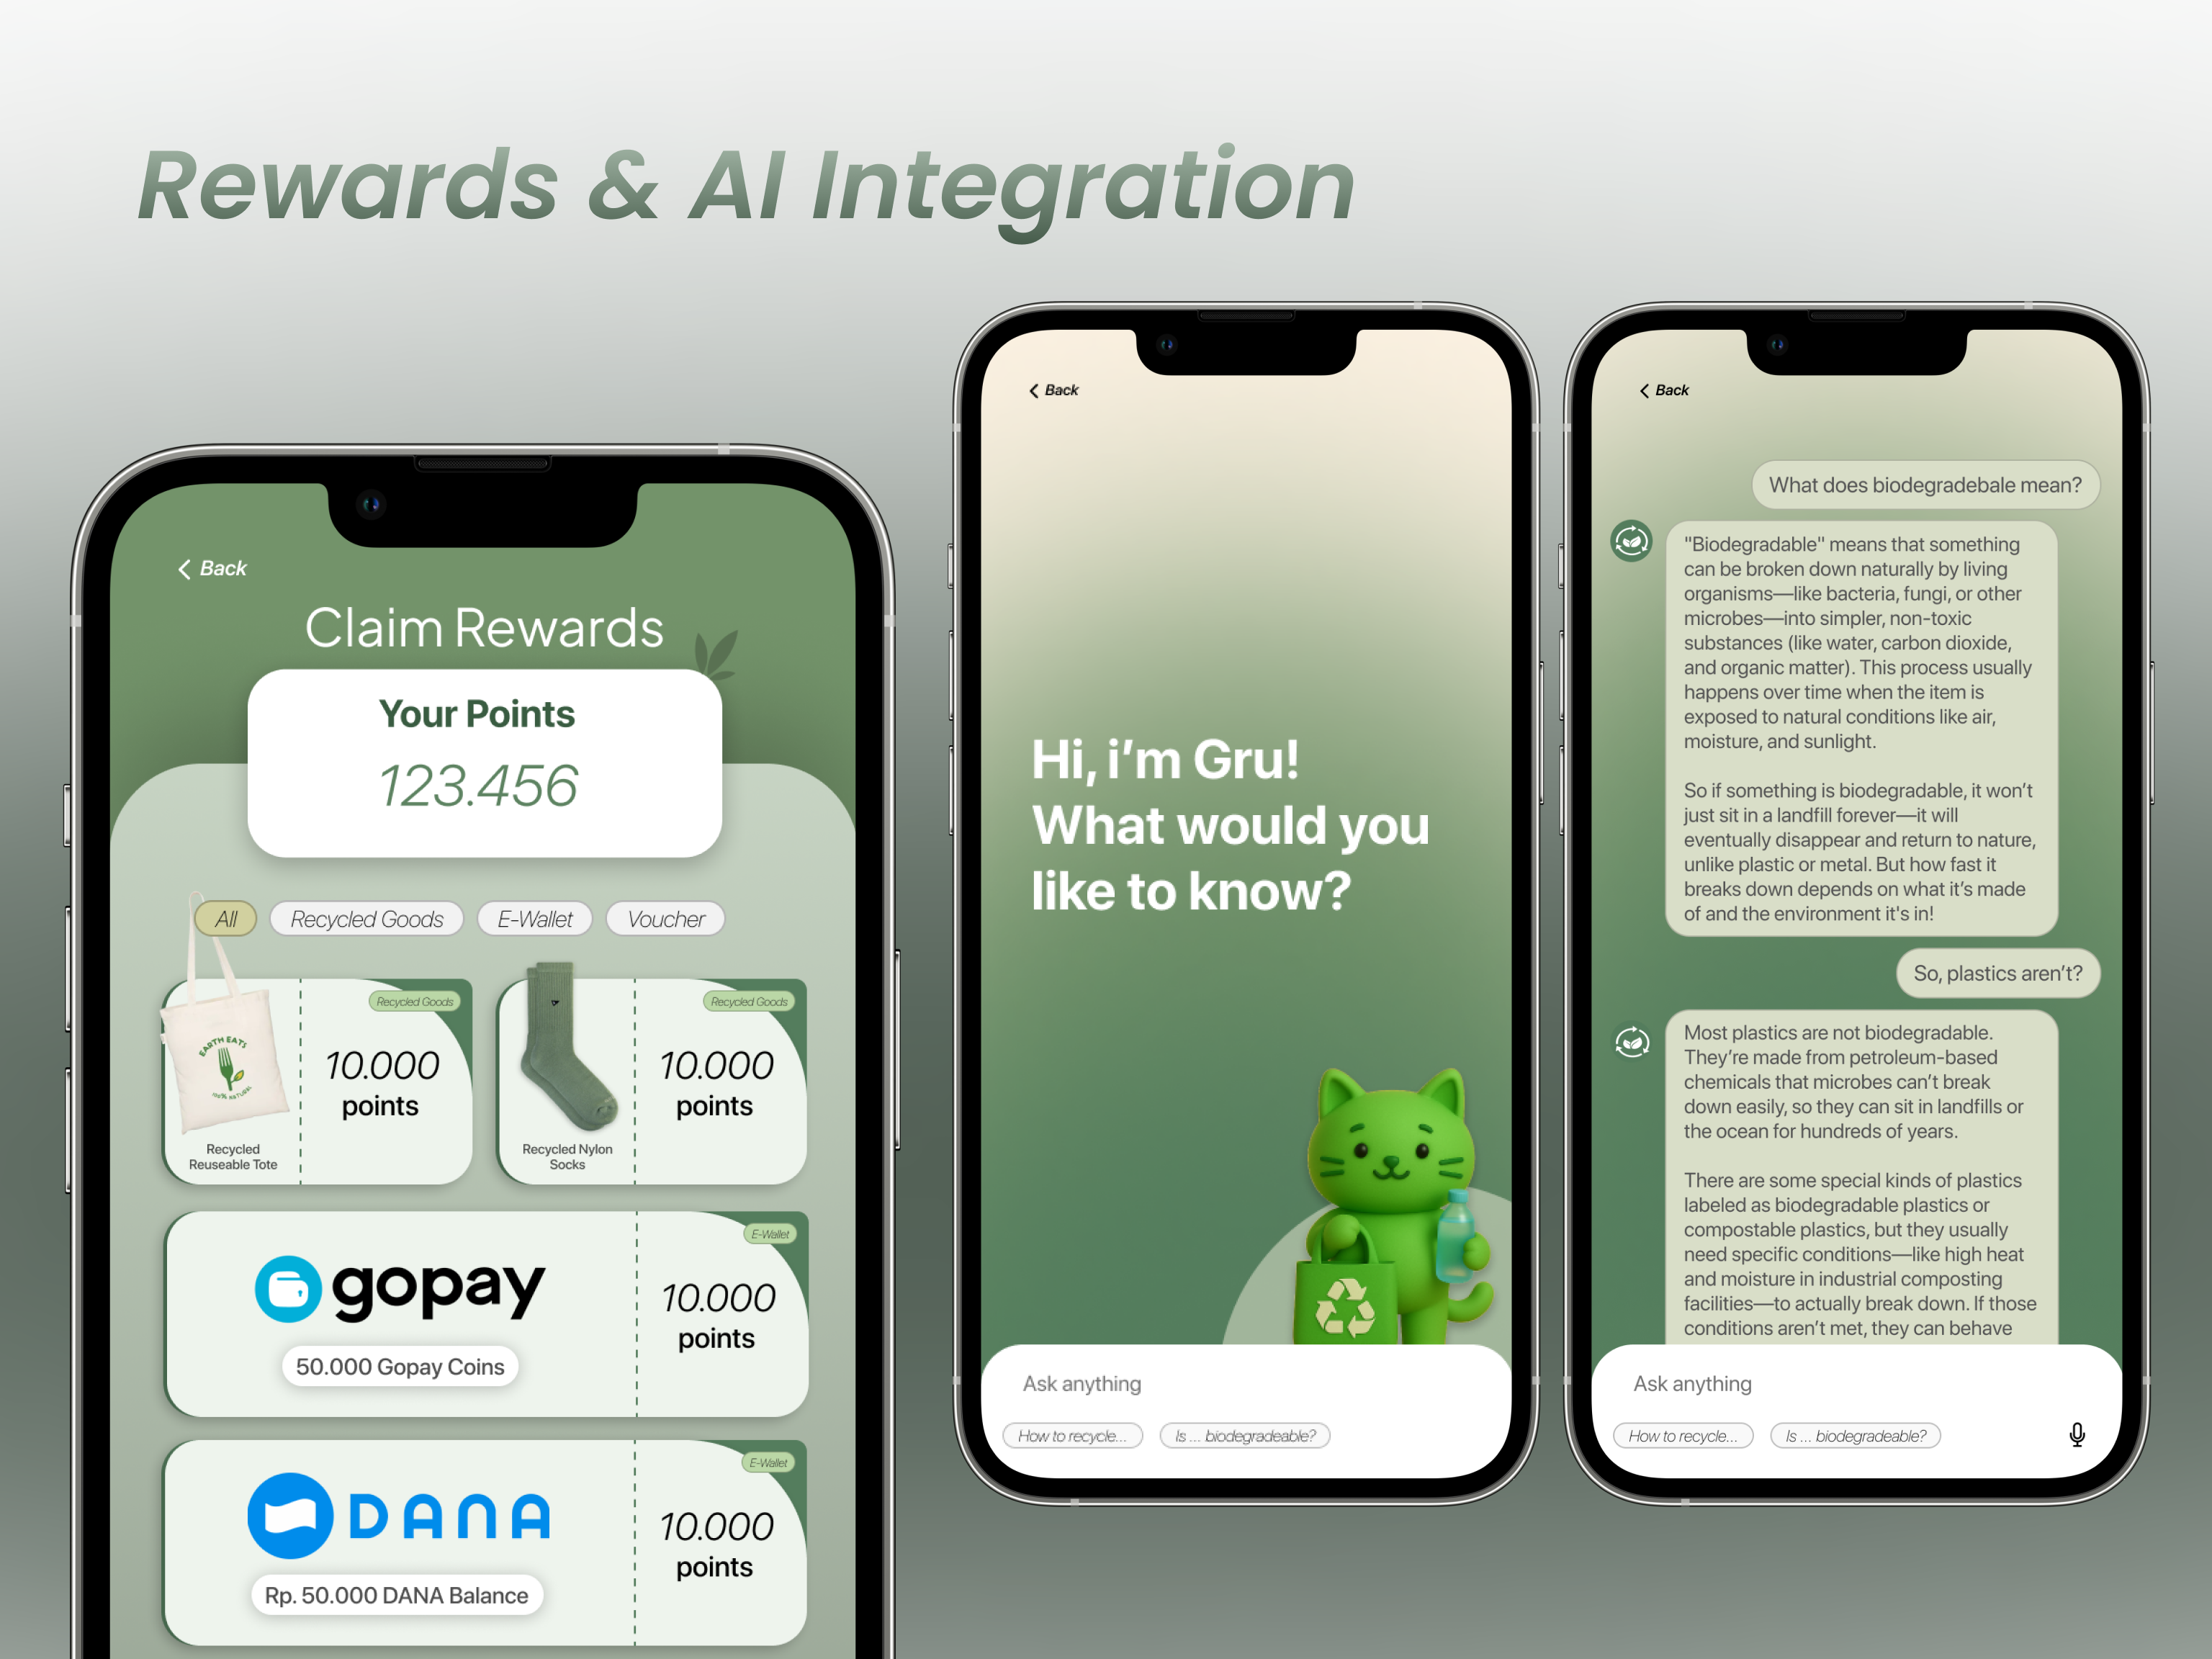 Rewards & AI Integration
Back
Claim Rewards
Your Points
123.456
All
Recycled Goods
E-Wallet
Voucher
EARTH EATS
100% NATURAL
Recycled
Reuseable Tote
Recycled Goods
10.000
points
Recycled Nylon
Socks
Recycled Goods
10.000
points
gopay
50.000 Gopay Coins
E-Wallet
10.000
points
DANA
Rp. 50.000 DANA Balance
E-Wallet
10.000
points
Back
Hi, i’m Gru!
What would you
like to know?
Ask anything
How to recycle...
Is ... biodegradeable?
Back
What does biodegradebale mean?
"Biodegradable" means that something
can be broken down naturally by living
organisms—like bacteria, fungi, or other
microbes—into simpler, non-toxic
substances (like water, carbon dioxide,
and organic matter). This process usually
happens over time when the item is
exposed to natural conditions like air,
moisture, and sunlight.
So if something is biodegradable, it won’t
just sit in a landfill forever—it will
eventually disappear and return to nature,
unlike plastic or metal. But how fast it
breaks down depends on what it’s made
of and the environment it's in!
So, plastics aren’t?
Most plastics are not biodegradable.
They’re made from petroleum-based
chemicals that microbes can’t break
down easily, so they can sit in landfills or
the ocean for hundreds of years.
There are some special kinds of plastics
labeled as biodegradable plastics or
compostable plastics, but they usually
need specific conditions—like high heat
and moisture in industrial composting
facilities—to actually break down. If those
conditions aren’t met, they can behave
Ask anything
How to recycle...
Is ... biodegradeable?